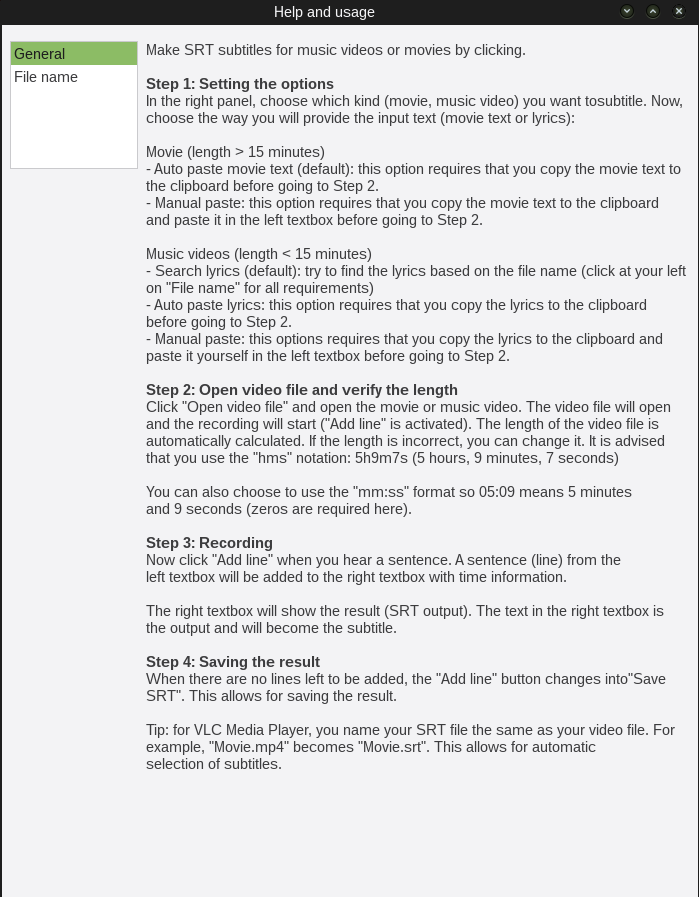 Help and usage
General
File name
Make SRT subtitles for music videos or movies by clicking.
Step 1: Setting the options
In the right panel, choose which kind (movie, music video) you want tosubtitle. Now,
choose the way you will provide the input text (movie text or lyrics):
Movie (length > 15 minutes)
- Auto paste movie text (default): this option requires that you copy the movie text to
the clipboard before going to Step 2.
- Manual paste: this option requires that you copy the movie text to the clipboard
and paste it in the left textbox before going to Step 2.
Music videos (length < 15 minutes)
- Search lyrics (default): try to find the lyrics based on the file name (click at your left
on "File name" for all requirements)
- Auto paste lyrics: this option requires that you copy the lyrics to the clipboard
before going to Step 2.
- Manual paste: this options requires that you copy the lyrics to the clipboard and
paste it yourself in the left textbox before going to Step 2.
Step 2: Open video file and verify the length
Click "Open video file" and open the movie or music video. The video file will open
and the recording will start ("Add line" is activated). The length of the video file is
automatically calculated. If the length is incorrect, you can change it. It is advised
that you use the "hms" notation: 5h9m7s (5 hours, 9 minutes, 7 seconds)
You can also choose to use the "mm:ss" format so 05:09 means 5 minutes
and 9 seconds (zeros are required here).
Step 3: Recording
Now click "Add line" when you hear a sentence. A sentence (line) from the
left textbox will be added to the right textbox with time information.
The right textbox will show the result (SRT output). The text in the right textbox is
the output and will become the subtitle.
Step 4: Saving the result
When there are no lines left to be added, the "Add line" button changes into"Save
SRT". This allows for saving the result.
Tip: for VLC Media Player, you name your SRT file the same as your video file. For
example, "Movie.mp4" becomes "Movie.srt". This allows for automatic
selection of subtitles.